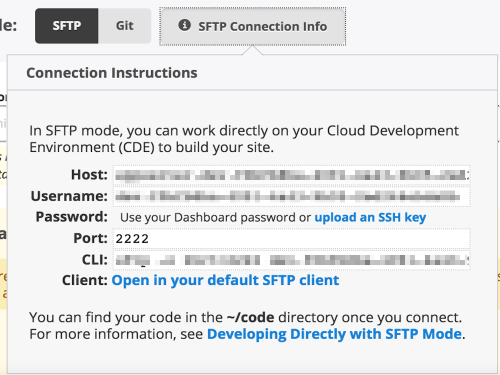 de:
SFTP
Git
SFTP Connection Info
Connection Instructions
In SFTP mode, you can work directly on your Cloud Development
Environment (CDE) to build your site.
Host:
Username:
Password: Use your Dashboard password or upload an SSH key
Port: 2222
CLI:
Client: Open in your default SFTP client
You can find your code in the ~/code directory once you connect.
For more information, see Developing Directly with SFTP Mode.